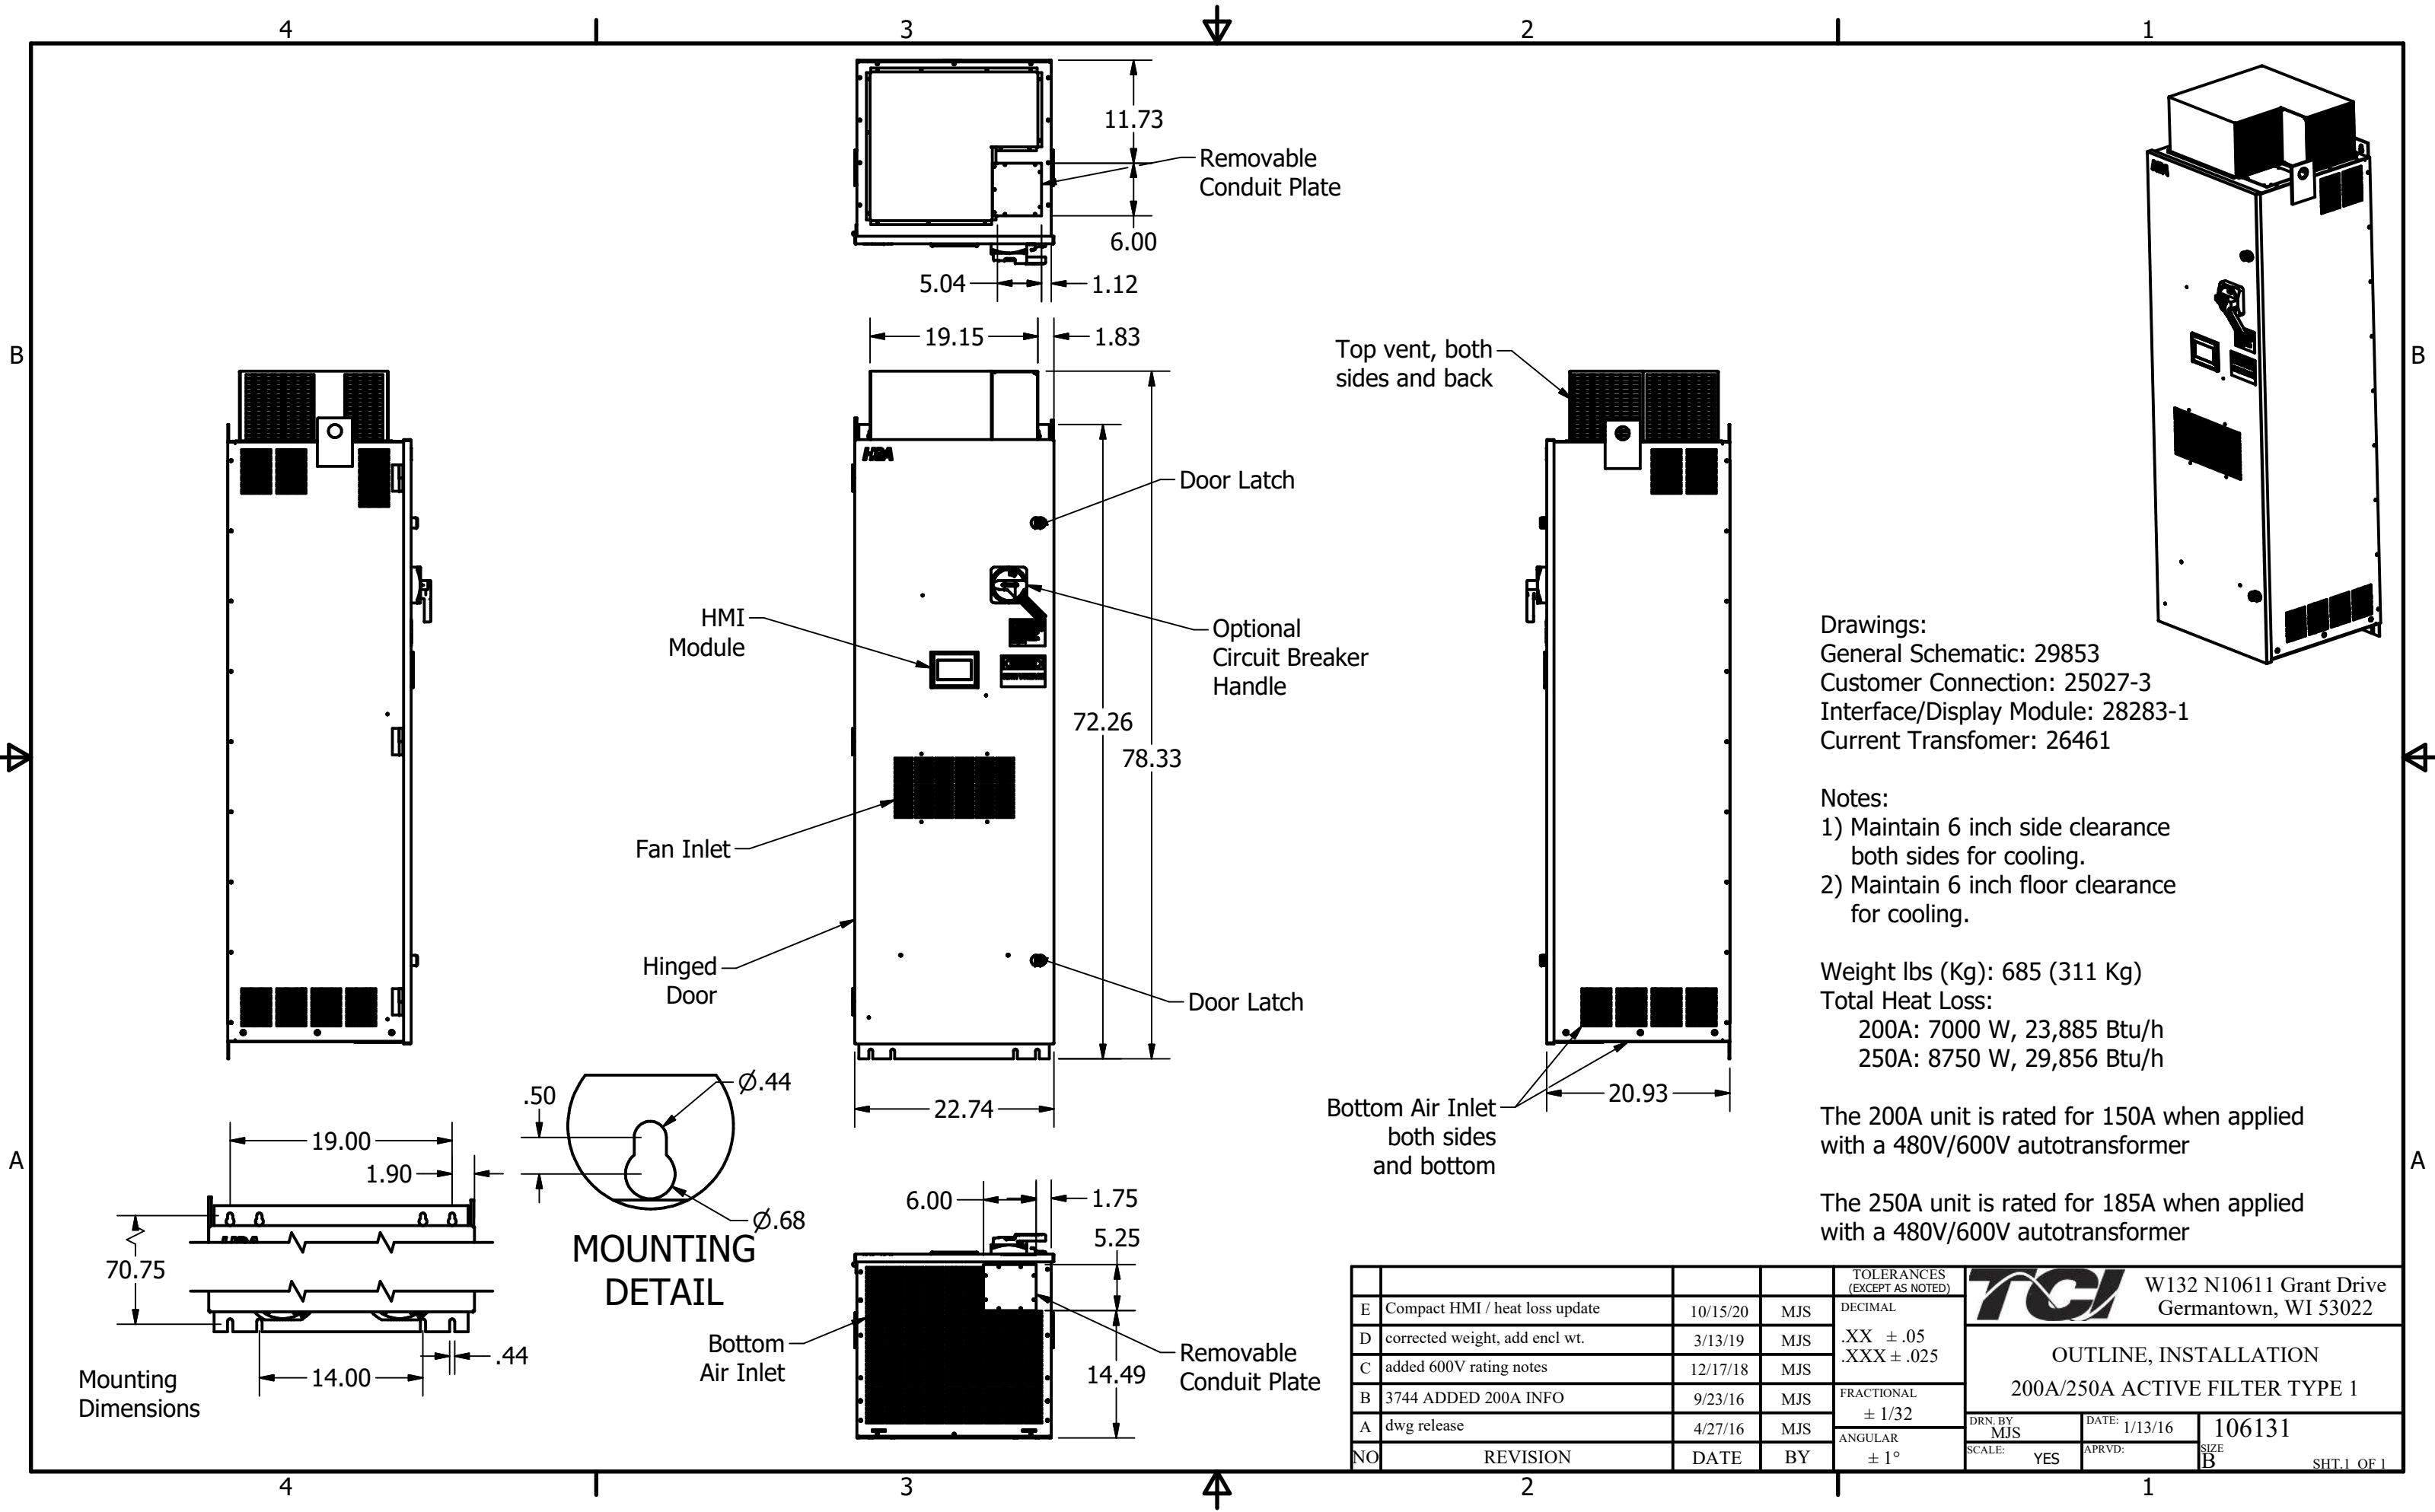 4
3
2
1
B
B
A
A
11.73
Removable
Conduit Plate
6.00
5.04
1.12
19.15
1.83
Top vent, both
sides and back
HDA
Door Latch
HMI
Module
Optional
Circuit Breaker
Handle
72.26
78.33
Fan Inlet
Hinged
Door
Door Latch
22.74
20.93
Bottom Air Inlet
both sides
and bottom
Drawings:
General Schematic: 29853
Customer Connection: 25027-3
Interface/Display Module: 28283-1
Current Transfomer: 26461
Notes:
1) Maintain 6 inch side clearance
both sides for cooling.
2) Maintain 6 inch floor clearance
for cooling.
Weight lbs (Kg): 685 (311 Kg)
Total Heat Loss:
200A: 7000 W, 23,885 Btu/h
250A: 8750 W, 29,856 Btu/h
The 200A unit is rated for 150A when applied
with a 480V/600V autotransformer
The 250A unit is rated for 185A when applied
with a 480V/600V autotransformer
19.00
1.90
70.75
14.00
.44
Mounting
Dimensions
.50
Ø.44
Ø.68
MOUNTING
DETAIL
6.00
1.75
5.25
14.49
Bottom
Air Inlet
Removable
Conduit Plate
E Compact HMI / heat loss update 10/15/20 MJS
D corrected weight, add encl wt. 3/13/19 MJS
C added 600V rating notes 12/17/18 MJS
B 3744 ADDED 200A INFO 9/23/16 MJS
A dwg release 4/27/16 MJS
NO REVISION DATE BY
TOLERANCES
(EXCEPT AS NOTED)
DECIMAL
.XX ± .05
.XXX ± .025
FRACTIONAL
± 1/32
ANGULAR
± 1°
TCI
W132 N10611 Grant Drive
Germantown, WI 53022
OUTLINE, INSTALLATION
200A/250A ACTIVE FILTER TYPE 1
DRN. BY MJS
DATE: 1/13/16
106131
SCALE: YES
APRVD:
SIZE B
SHT.1 OF 1
4
3
2
1